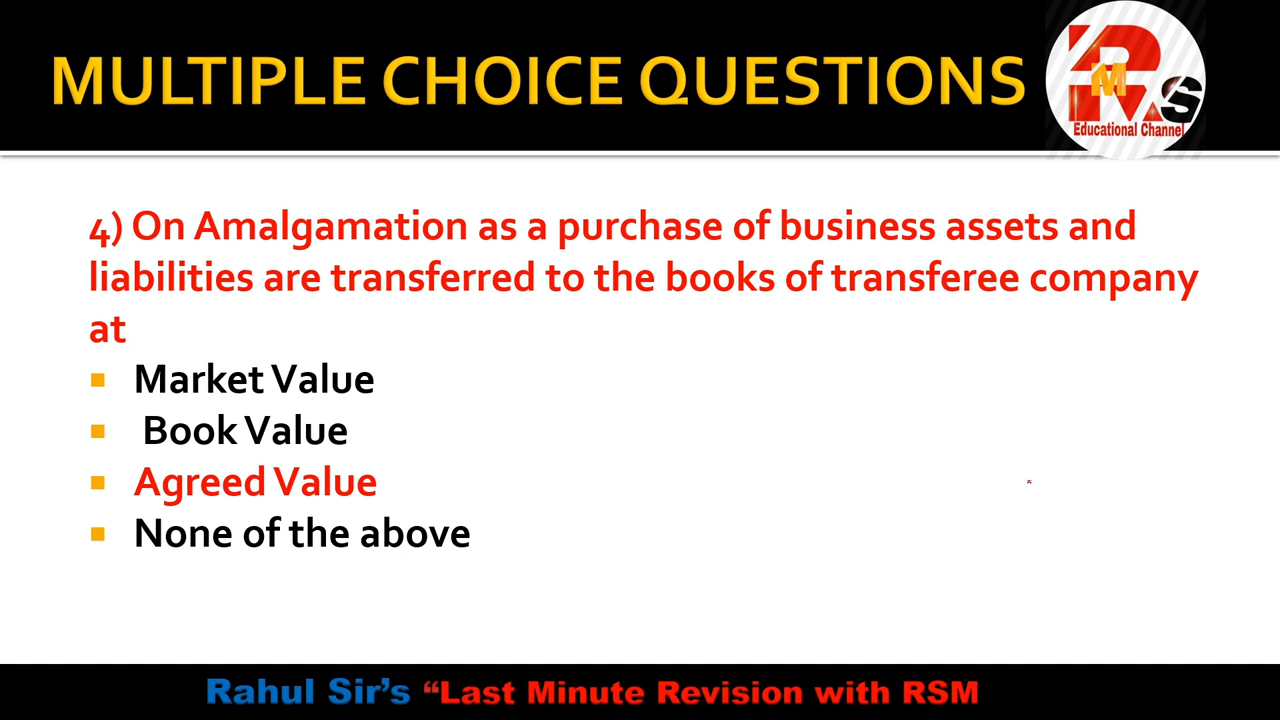 MULTIPLE CHOICE QUESTIONS
RMS
Educational Channel
4) On Amalgamation as a purchase of business assets and
liabilities are transferred to the books of transferee company
at
Market Value
Book Value
Agreed Value
None of the above
Rahul Sir's “Last Minute Revision with RSM